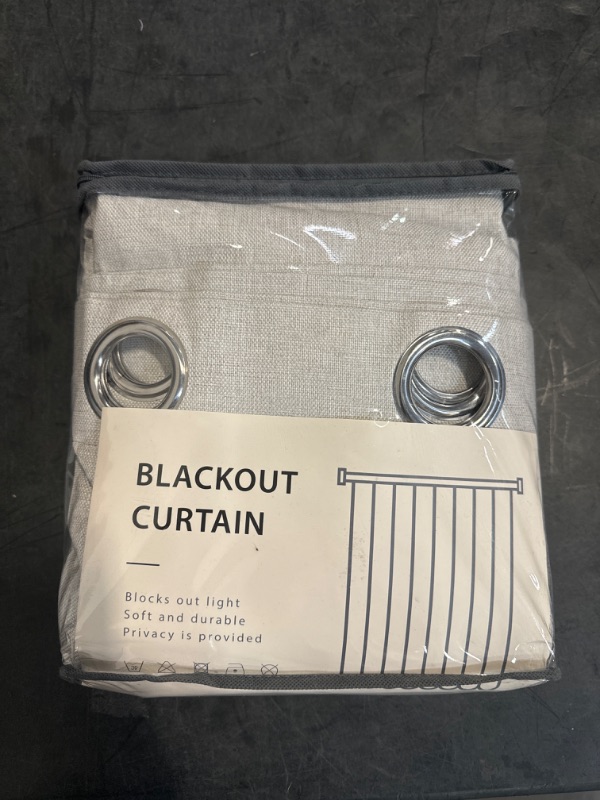 BLACKOUT
CURTAIN
Blocks out light
Soft and durable
Privacy is provided